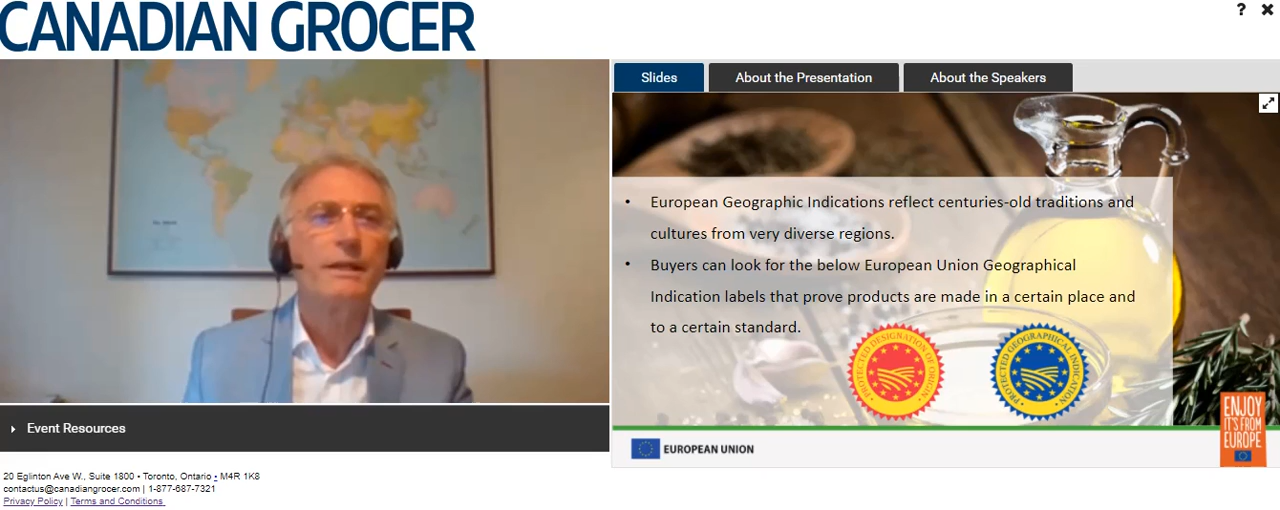 CANADIAN GROCER
? ✖
Slides
About the Presentation
About the Speakers
• European Geographic Indications reflect centuries-old traditions and
cultures from very diverse regions.
• Buyers can look for the below European Union Geographical
Indication labels that prove products are made in a certain place and
to a certain standard.
PROTECTED DESIGNATION OF ORIGIN
PROTECTED GEOGRAPHICAL INDICATION
ENJOY
IT'S FROM
EUROPE
EUROPEAN UNION
Event Resources
20 Eglinton Ave W., Suite 1800 • Toronto, Ontario • M4R 1K8
contactus@canadiangrocer.com | 1-877-687-7321
Privacy Policy | Terms and Conditions